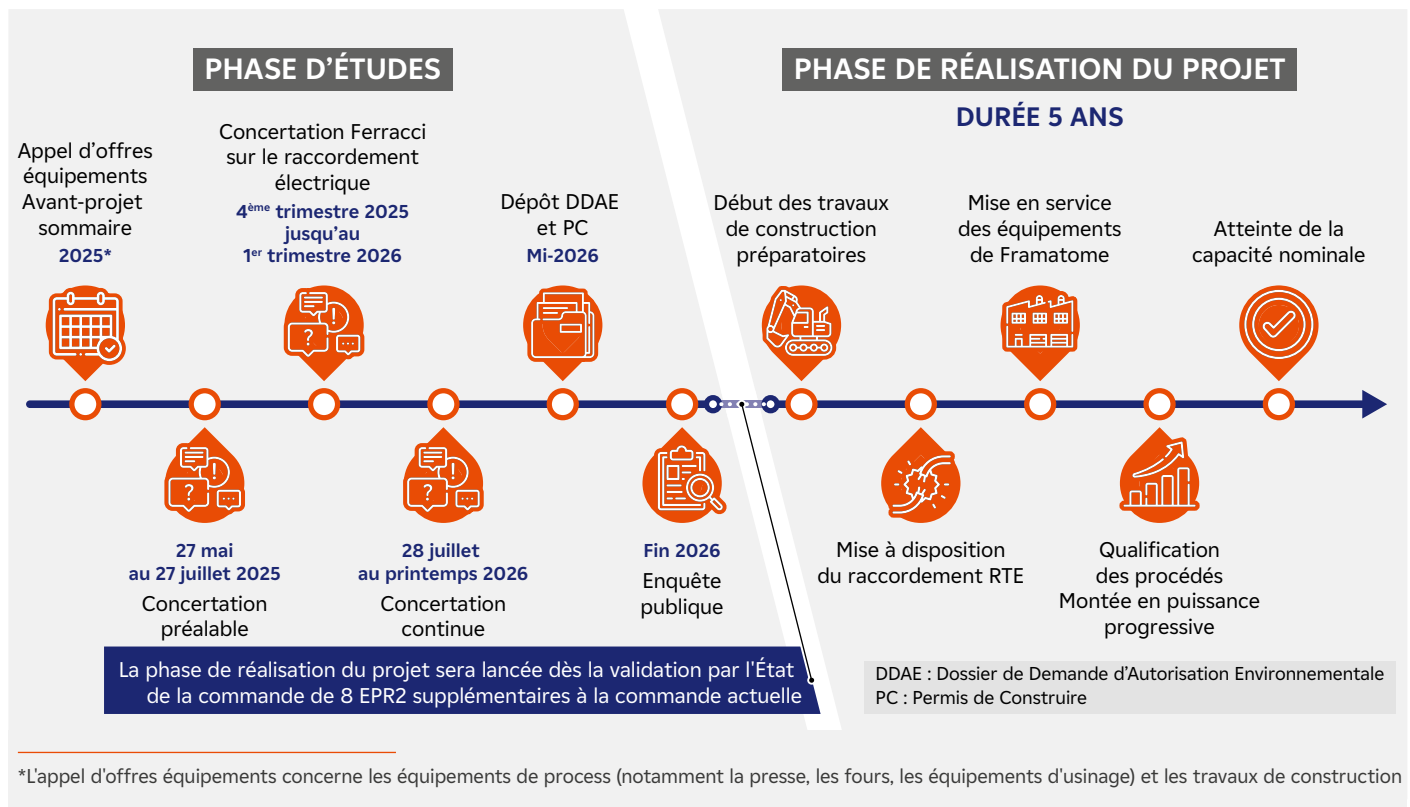 PHASE D’ÉTUDES
Appel d’offres
équipements
Avant-projet
sommaire
2025*
Concertation Ferracci
sur le raccordement
électrique
4ème trimestre 2025
jusqu’au
1er trimestre 2026
Dépôt DDAE
et PC
Mi-2026
27 mai
au 27 juillet 2025
Concertation
préalable
28 juillet
au printemps 2026
Concertation
continue
Fin 2026
Enquête
publique
La phase de réalisation du projet sera lancée dès la validation par l'État
de la commande de 8 EPR2 supplémentaires à la commande actuelle
PHASE DE RÉALISATION DU PROJET
DURÉE 5 ANS
Début des travaux
de construction
préparatoires
Mise en service
des équipements
de Framatome
Atteinte de la
capacité nominale
Mise à disposition
du raccordement RTE
Qualification
des procédés
Montée en puissance
progressive
DDAE : Dossier de Demande d’Autorisation Environnementale
PC : Permis de Construire
*L'appel d'offres équipements concerne les équipements de process (notamment la presse, les fours, les équipements d'usinage) et les travaux de construction